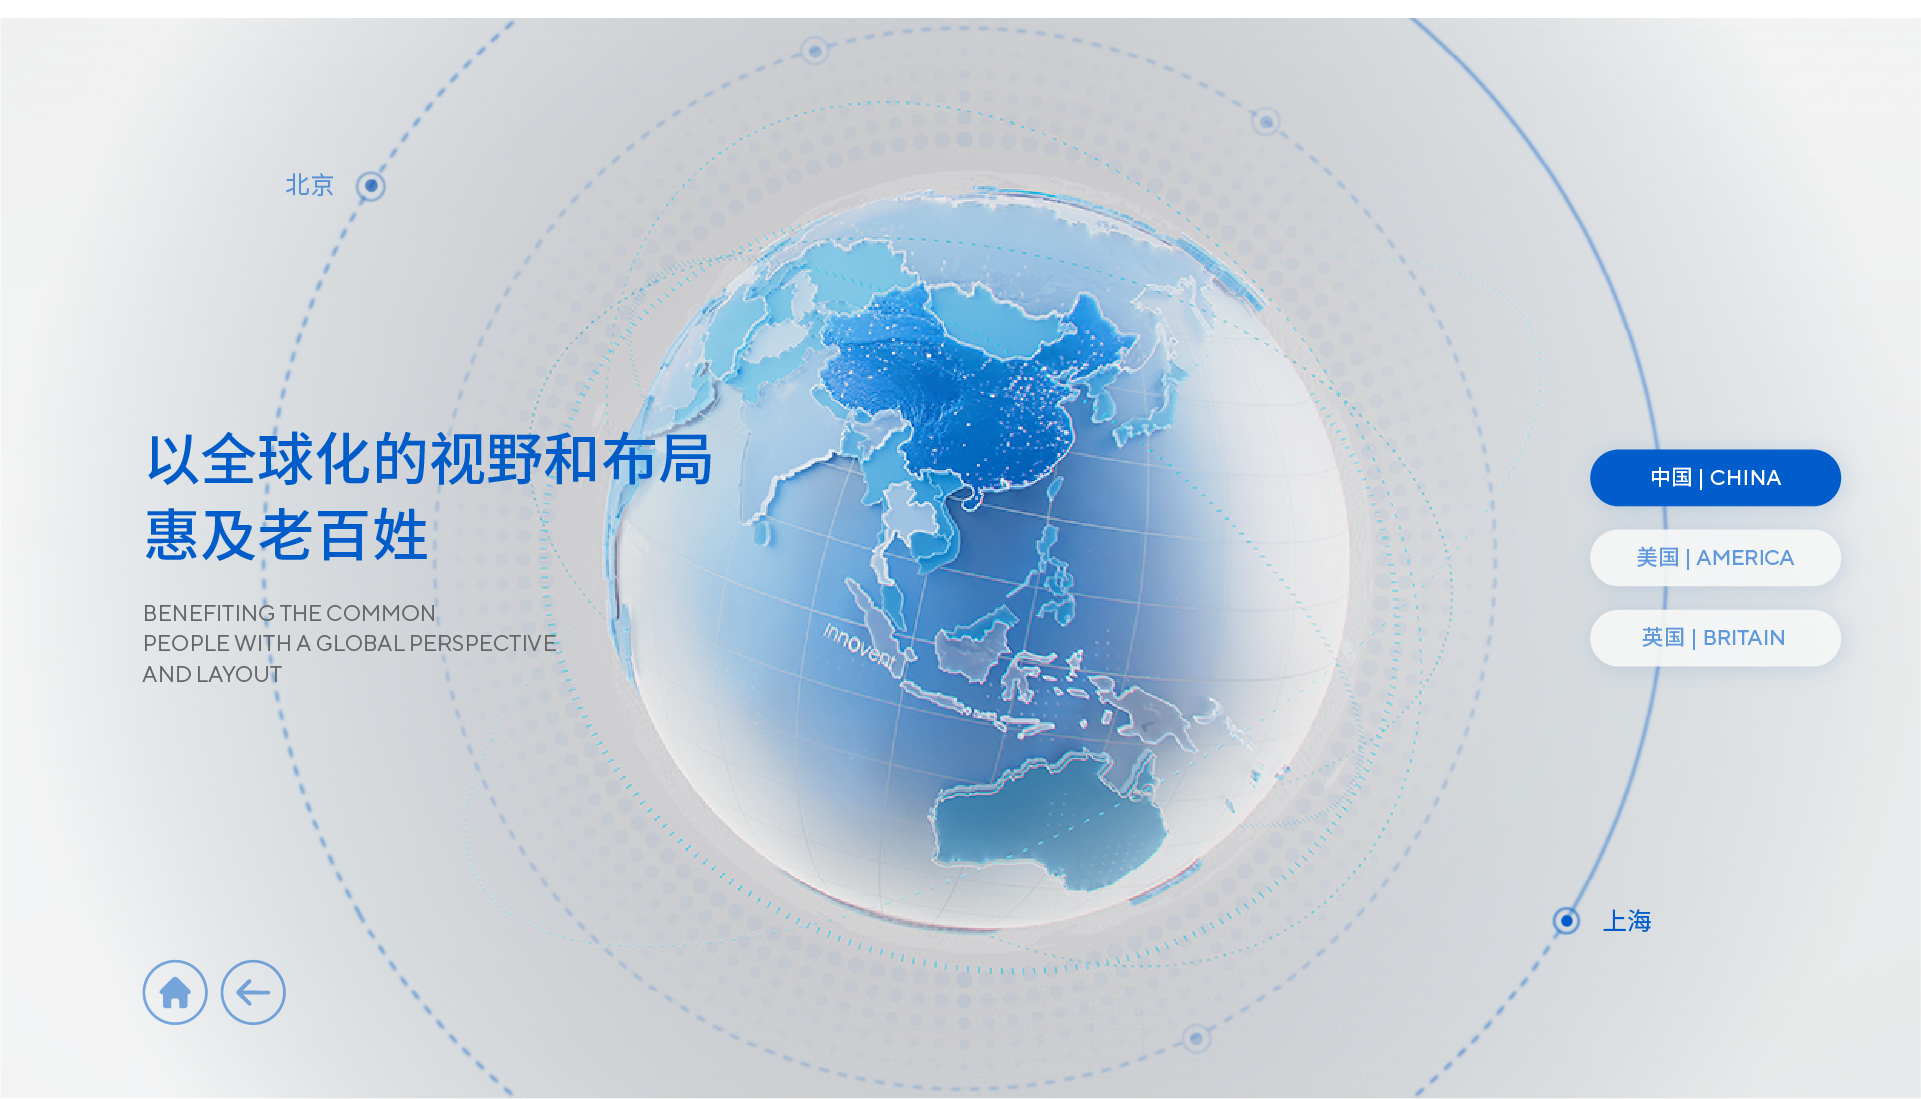 北京
以全球化的视野和布局
惠及老百姓
BENEFITING THE COMMON
PEOPLE WITH A GLOBAL PERSPECTIVE
AND LAYOUT
innovent
中国 | CHINA
美国 | AMERICA
英国 | BRITAIN
上海